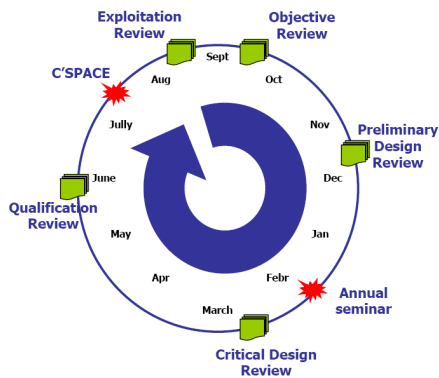 Exploitation
Review
Objective
Review
Sept
C'SPACE
Aug
Oct
Jully
Nov
Preliminary
Design
Review
June
Dec
Qualification
Review
May
Jan
Apr
Febr
Annual
seminar
March
Critical Design
Review